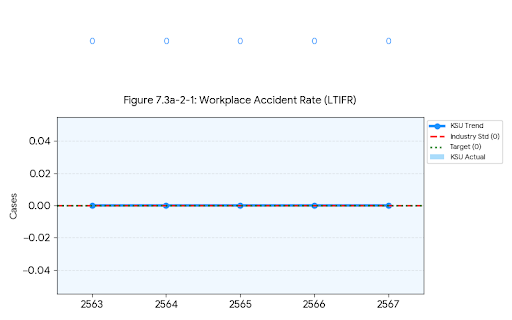 0 0 0 0 0
Figure 7.3a-2-1: Workplace Accident Rate (LTIFR)
KSU Trend
Industry Std (0)
Target (0)
KSU Actual
Cases
0.04
0.02
0.00
−0.02
−0.04
2563 2564 2565 2566 2567